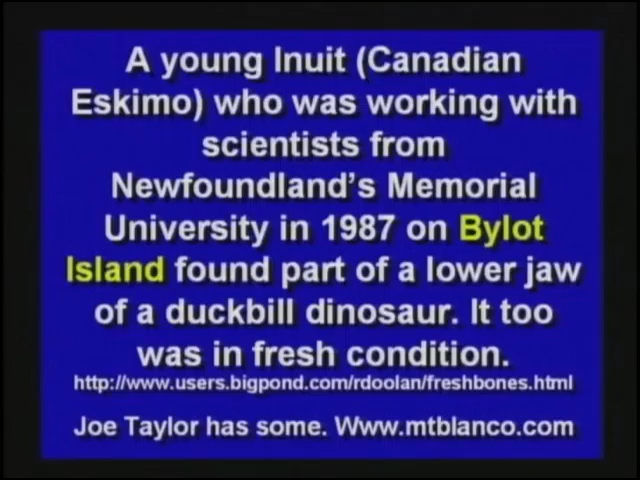 A young Inuit (Canadian
Eskimo) who was working with
scientists from
Newfoundland's Memorial
University in 1987 on Bylot
Island found part of a lower jaw
of a duckbill dinosaur. It too
was in fresh condition.
http://www.users.bigpond.com/rdoolan/freshbones.html
Joe Taylor has some. Www.mtblanco.com